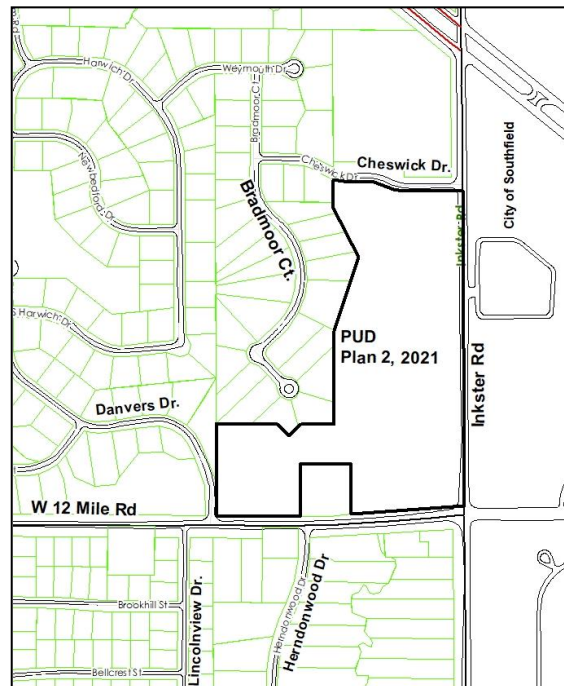 Harwich Dr
Weymouth Dr
Bradmoor Ct
Cheswick Dr
Cheswick Dr.
City of Southfield
Newbedford Dr
Bradmoor Ct.
Inkster Rd
S Harwich Dr
PUD
Plan 2, 2021
Inkster Rd
Danvers Dr.
W 12 Mile Rd
Lincolnview Dr.
Herndonwood Dr
Herndonwood Dr
Brookhill St
Bellcrest St